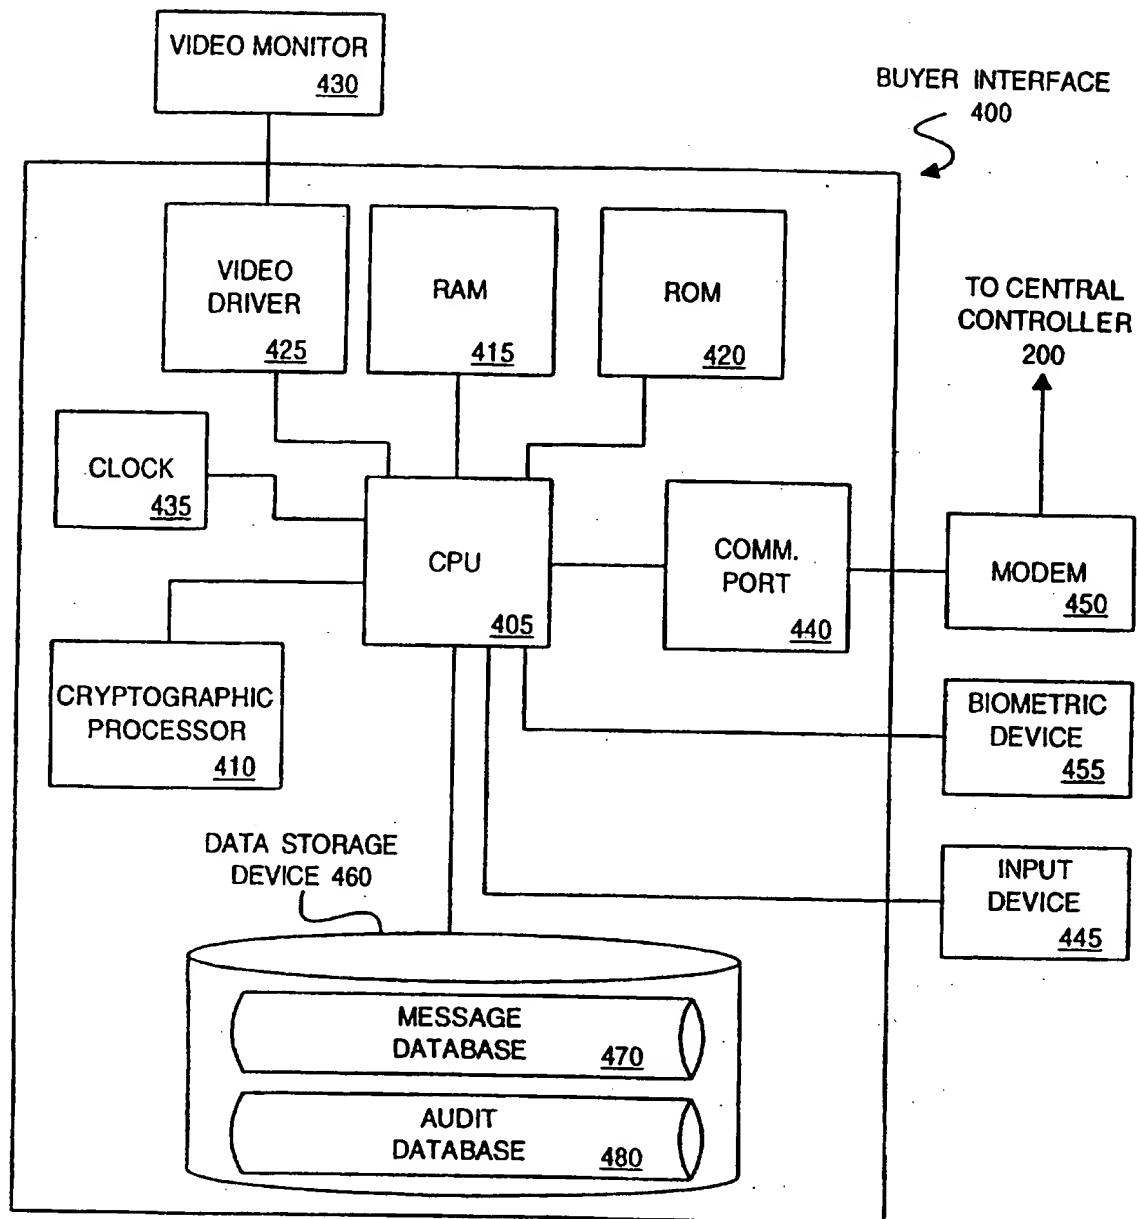 VIDEO MONITOR
430
BUYER INTERFACE
400
VIDEO
DRIVER
425
RAM
415
ROM
420
TO CENTRAL
CONTROLLER
200
CLOCK
435
CPU
405
COMM.
PORT
440
MODEM
450
CRYPTOGRAPHIC
PROCESSOR
410
BIOMETRIC
DEVICE
455
DATA STORAGE
DEVICE 460
INPUT
DEVICE
445
MESSAGE
DATABASE
470
AUDIT
DATABASE
480